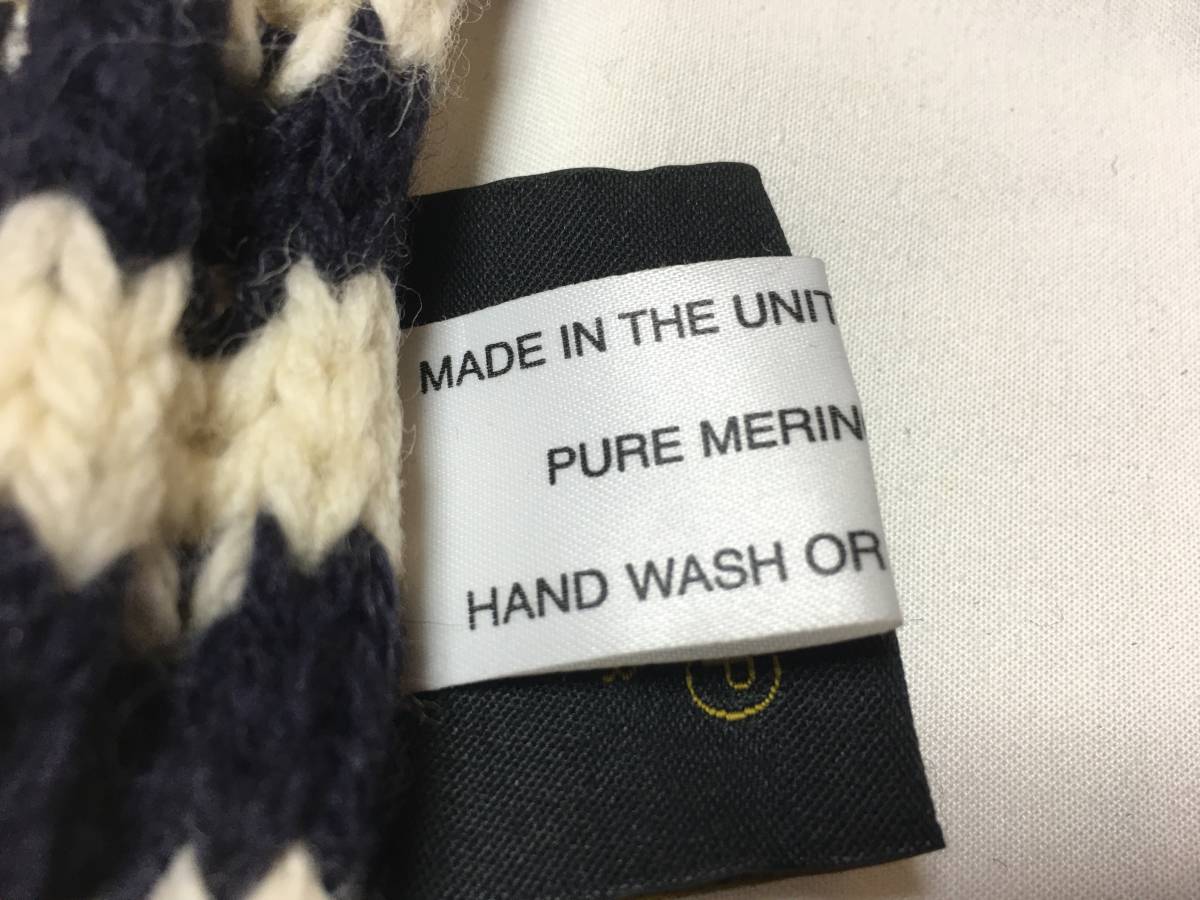 MADE IN THE UNIT
PURE MERIN
HAND WASH OR